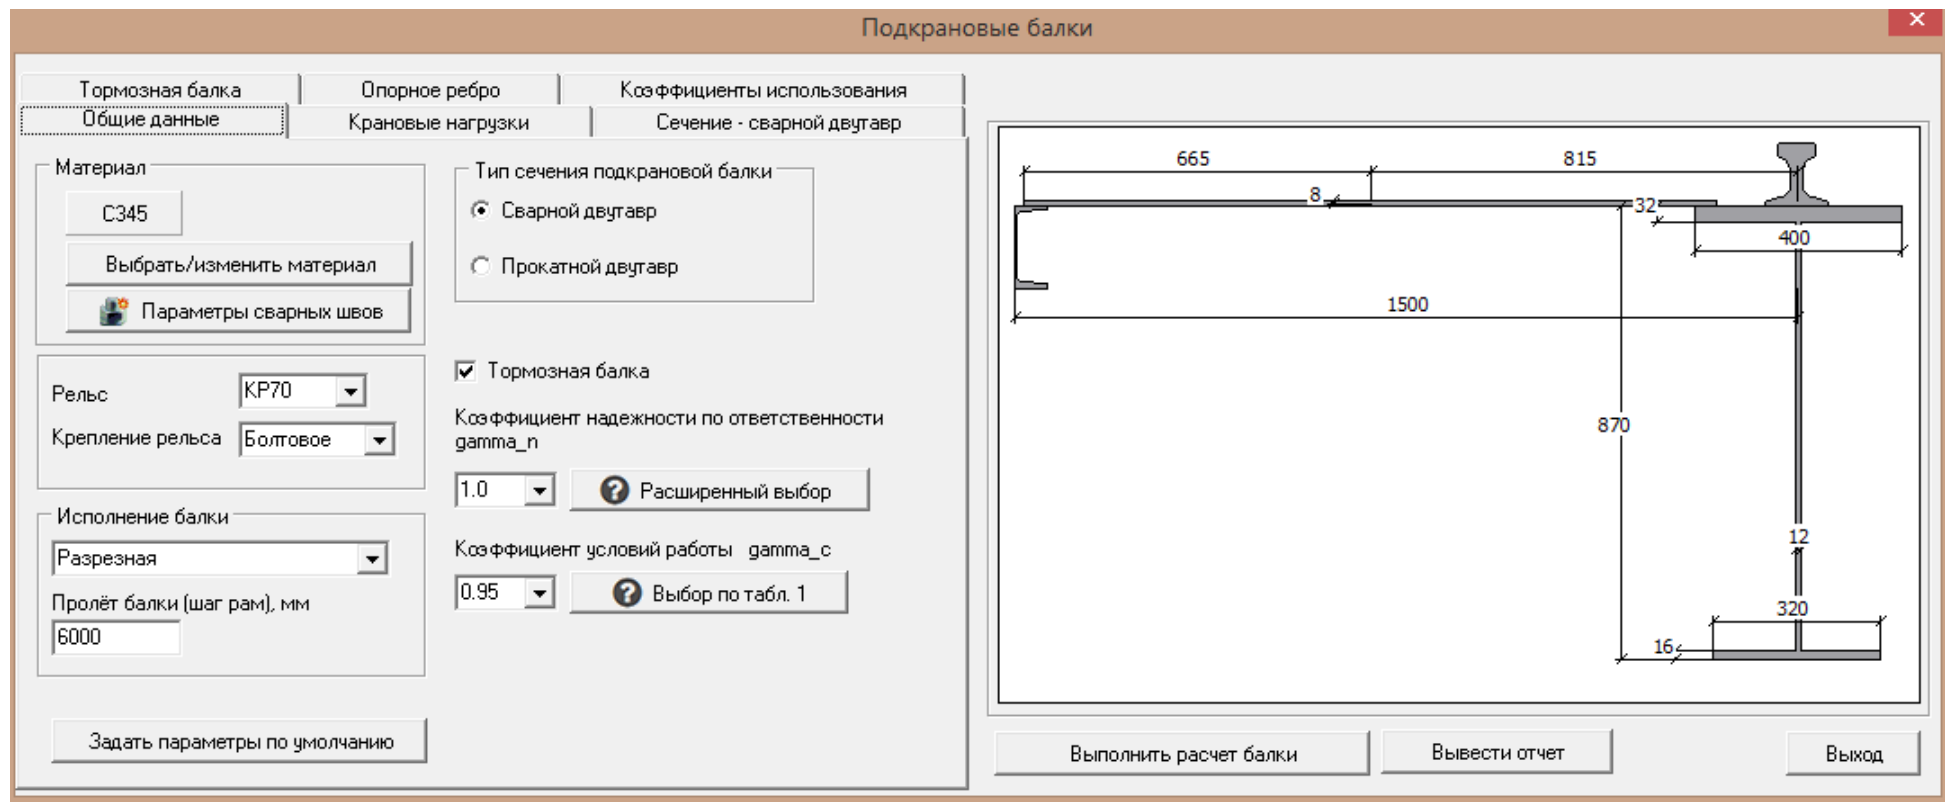 Подкрановые балки
Тормозная балка
Опорное ребро
Коэффициенты использования
Общие данные
Крановые нагрузки
Сечение - сварной двутавр
Материал
С345
Выбрать/изменить материал
Параметры сварных швов
Рельс
КР70
Крепление рельса
Болтовое
Исполнение балки
Разрезная
Пролёт балки (шаг рам), мм
6000
Задать параметры по умолчанию
Тип сечения подкрановой балки
Сварной двутавр
Прокатной двутавр
Тормозная балка
Коэффициент надежности по ответственности
gamma_n
1.0
Расширенный выбор
Коэффициент условий работы gamma_c
0.95
Выбор по табл. 1
665
815
8
32
400
1500
870
12
320
16
Выполнить расчет балки
Вывести отчет
Выход